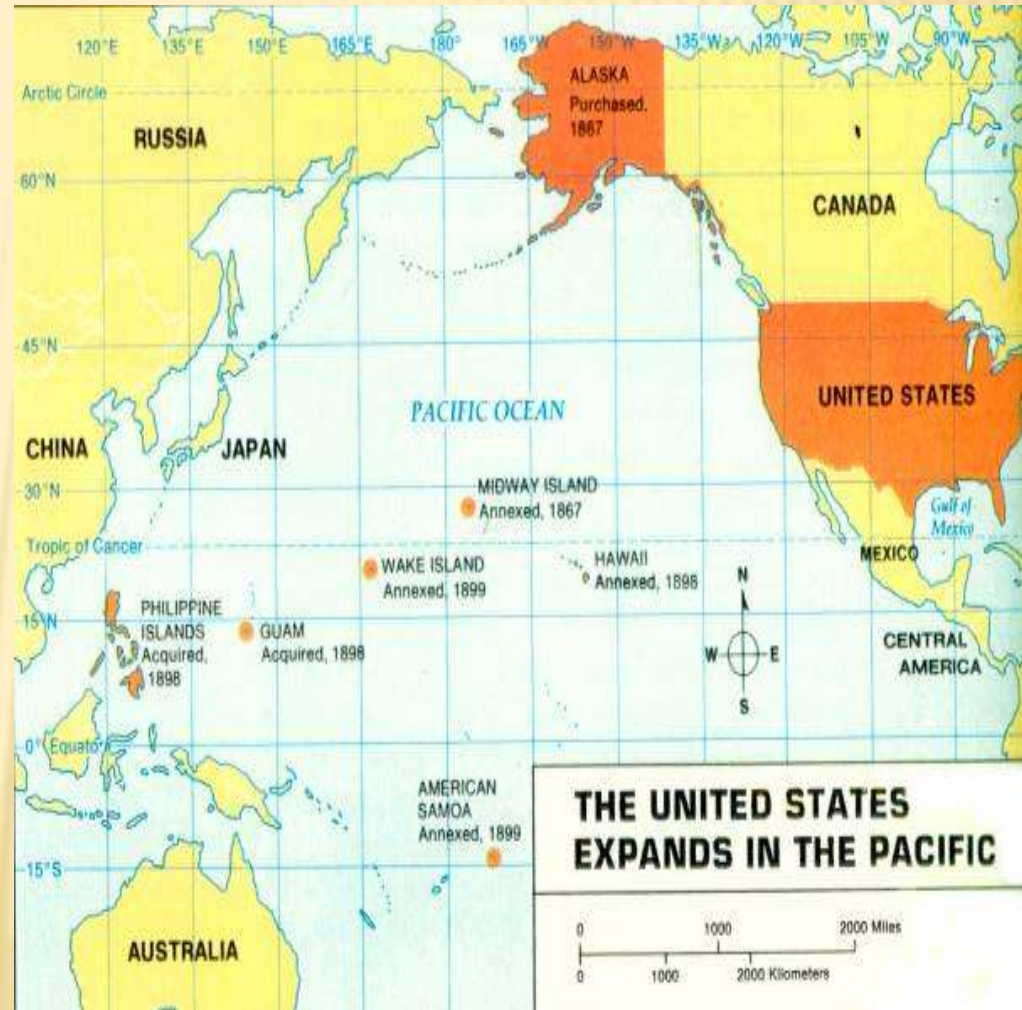 120°E 135°E 150°E 165°E 180° 165°W 150°W 135°W 120°W 105°W 90°W
ALASKA
Purchased,
1867
Arctic Circle
RUSSIA
60°N
CANADA
45°N
UNITED STATES
PACIFIC OCEAN
CHINA
JAPAN
30°N
MIDWAY ISLAND
Annexed, 1867
Gulf of
Mexico
Tropic of Cancer
MEXICO
WAKE ISLAND
Annexed, 1899
HAWAII
Annexed, 1898
N
W
E
S
PHILIPPINE
ISLANDS
Acquired,
1898
15°N
GUAM
Acquired, 1898
CENTRAL
AMERICA
0° Equator
AMERICAN
SAMOA
Annexed, 1899
15°S
AUSTRALIA
THE UNITED STATES
EXPANDS IN THE PACIFIC
0 1000 2000 Miles
0 1000 2000 Kilometers